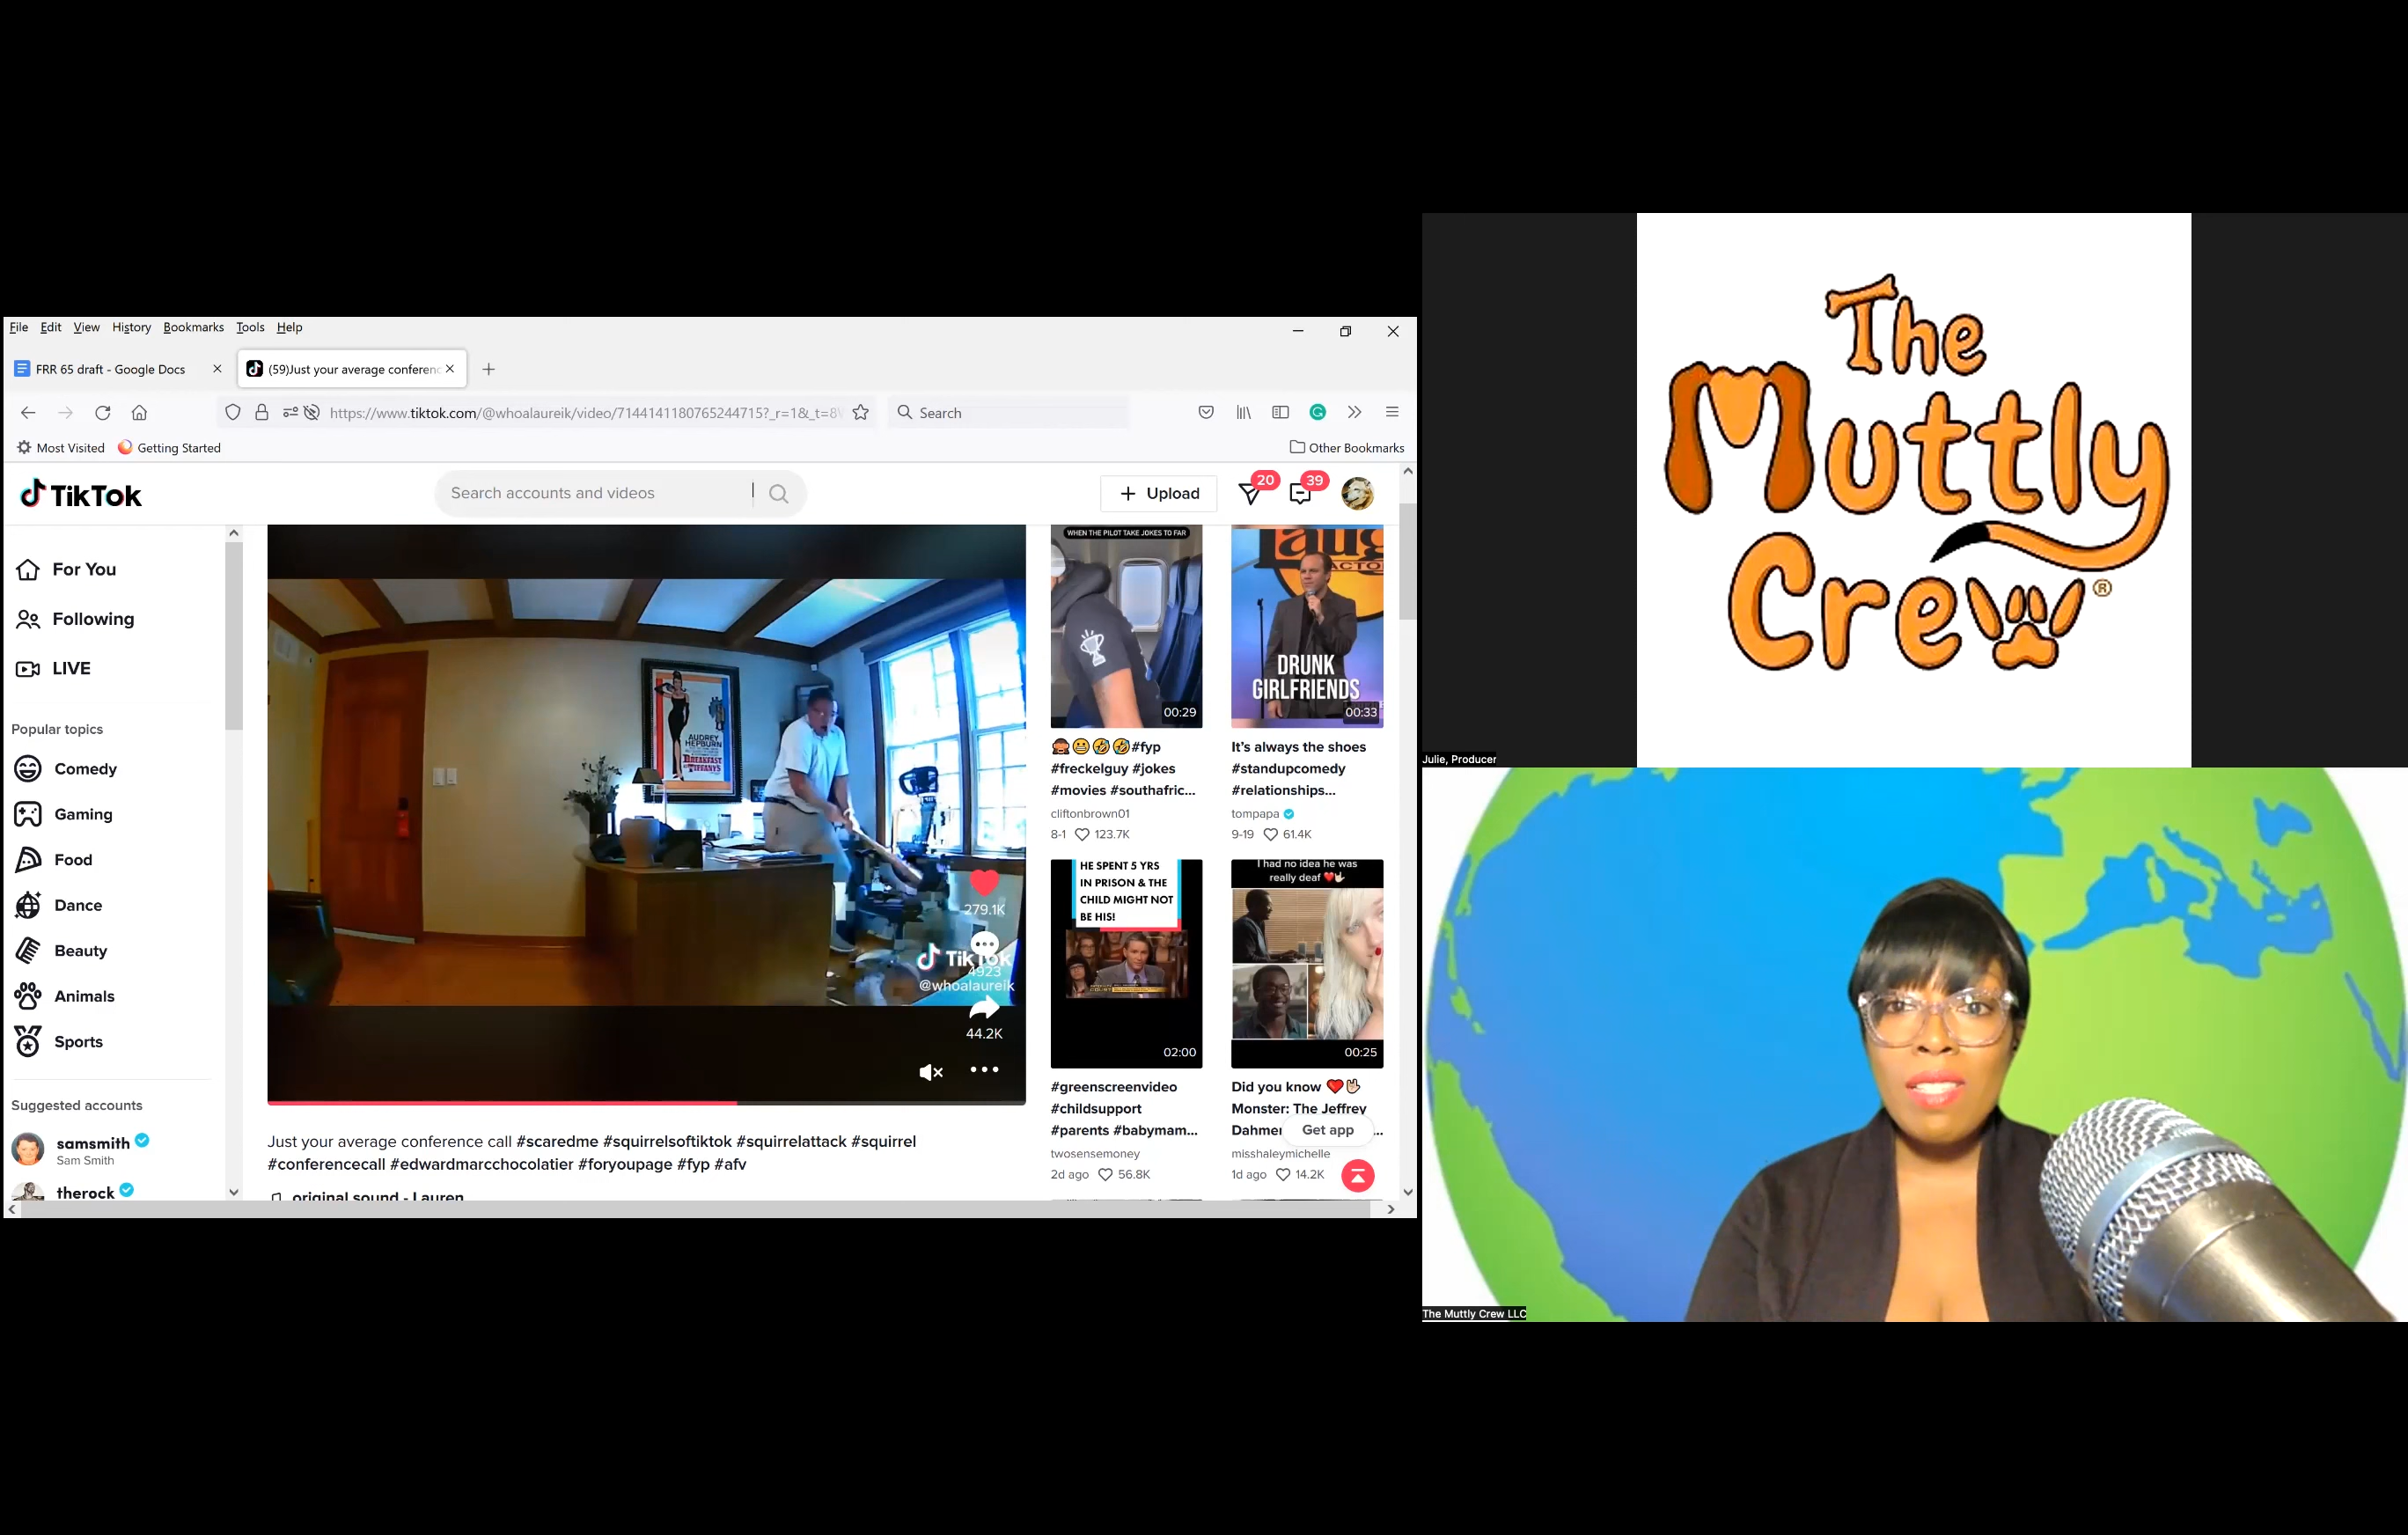 File Edit View History Bookmarks Tools Help
FRR 65 draft - Google Docs
(59)Just your average conferenc
https://www.tiktok.com/@whoalaureik/video/7144141180765244715?_r=1&_t=8
Search
Most Visited
Getting Started
Other Bookmarks
TikTok
Search accounts and videos
Upload
20
39
For You
Following
LIVE
Popular topics
Comedy
Gaming
Food
Dance
Beauty
Animals
Sports
Suggested accounts
samsmith
Sam Smith
therock
AUDREY
HEPBURN
BREAKFAST
AT
TIFFANY'S
279.1K
4923
TikTok
@whoalaureik
44.2K
Just your average conference call #scaredme #squirrelsoftiktok #squirrelattack #squirrel
#conferencecall #edwardmarcchocolatier #foryoupage #fyp #afv
original sound - Lauren
WHEN THE PILOT TAKE JOKES TO FAR
00:29
#fyp
#freckelguy #jokes
#movies #southafric...
cliftonbrown01
8-1 123.7K
DRUNK
GIRLFRIENDS
00:33
It's always the shoes
#standupcomedy
#relationships...
tompapa
9-19 61.4K
HE SPENT 5 YRS
IN PRISON & THE
CHILD MIGHT NOT
BE HIS!
02:00
#greenscreenvideo
#childsupport
#parents #babymam...
twosensemoney
2d ago 56.8K
I had no idea he was
really deaf
00:25
Did you know
Monster: The Jeffrey
Dahmer ...
Get app
misshaleymichelle
1d ago 14.2K
The
Muttly
Crew®
Julie, Producer
The Muttly Crew LLC